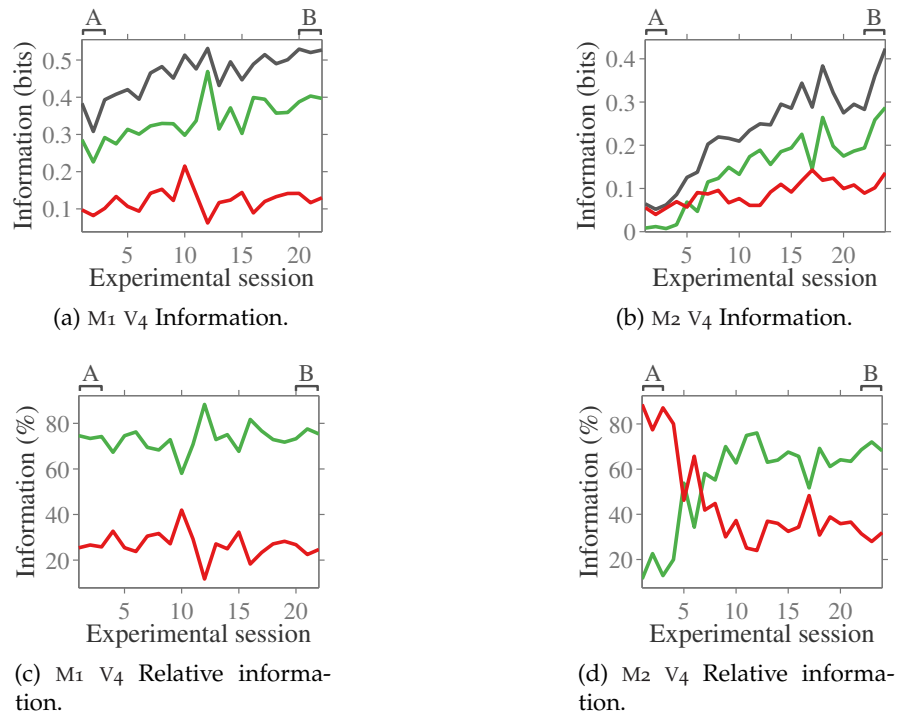 A B
Information (bits)
0.5
0.4
0.3
0.2
0.1
5 10 15 20
Experimental session
(a) M1 V4 Information.
A B
Information (bits)
0.4
0.3
0.2
0.1
0
5 10 15 20
Experimental session
(b) M2 V4 Information.
A B
Information (%)
80
60
40
20
5 10 15 20
Experimental session
(c) M1 V4 Relative informa-
tion.
A B
Information (%)
80
60
40
20
5 10 15 20
Experimental session
(d) M2 V4 Relative informa-
tion.